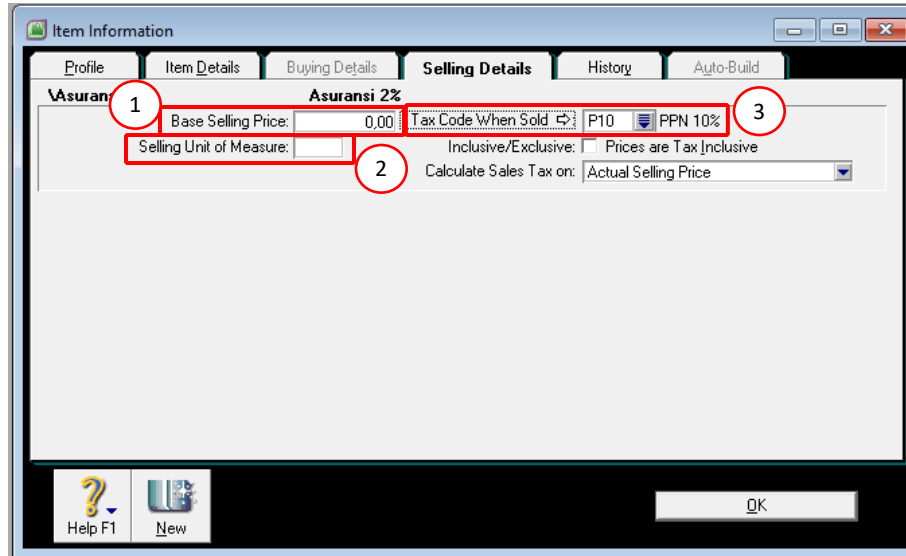 Item Information
Profile Item Details Buying Details Selling Details History Auto-Build
Asuransi 2%
1
Base Selling Price: 0,00 Tax Code When Sold P10 PPN 10%
3
Selling Unit of Measure: Inclusive/Exclusive: Prices are Tax Inclusive
2
Calculate Sales Tax on: Actual Selling Price
Help F1 New OK